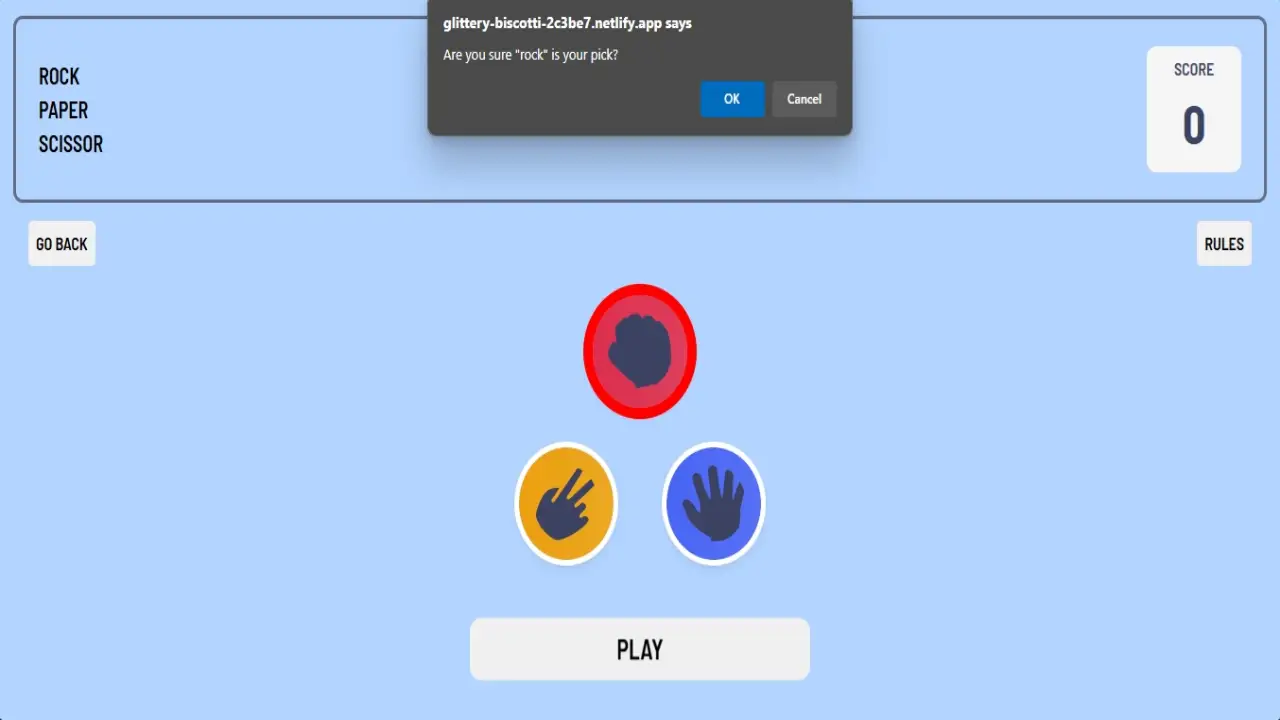 glittery-biscotti-2c3be7.netlify.app says
Are you sure "rock" is your pick?
OK
Cancel
ROCK
PAPER
SCISSOR
SCORE
0
GO BACK
RULES
PLAY